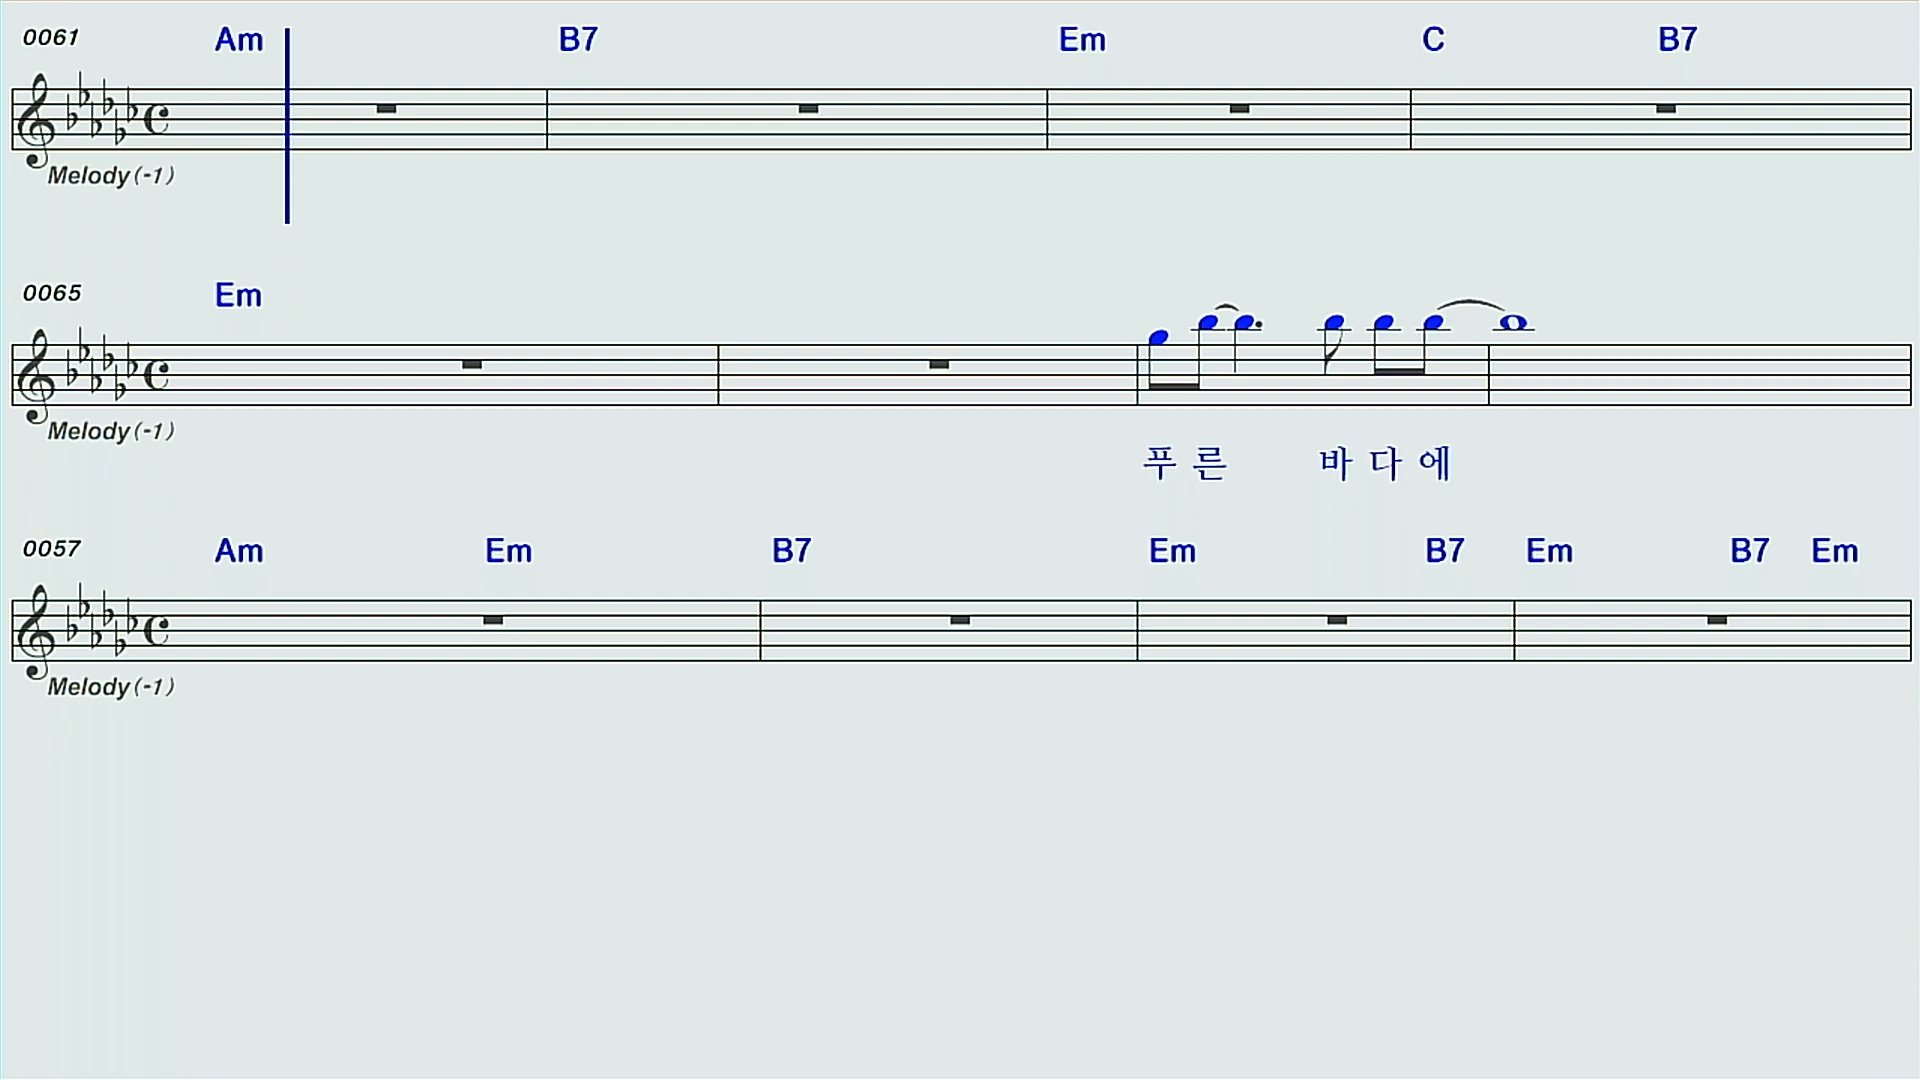 0061 Am B7 Em C B7
Melody(-1)
0065 Em
Melody(-1)
푸 른 바 다 에
0057 Am Em B7 Em B7 Em B7 Em
Melody(-1)